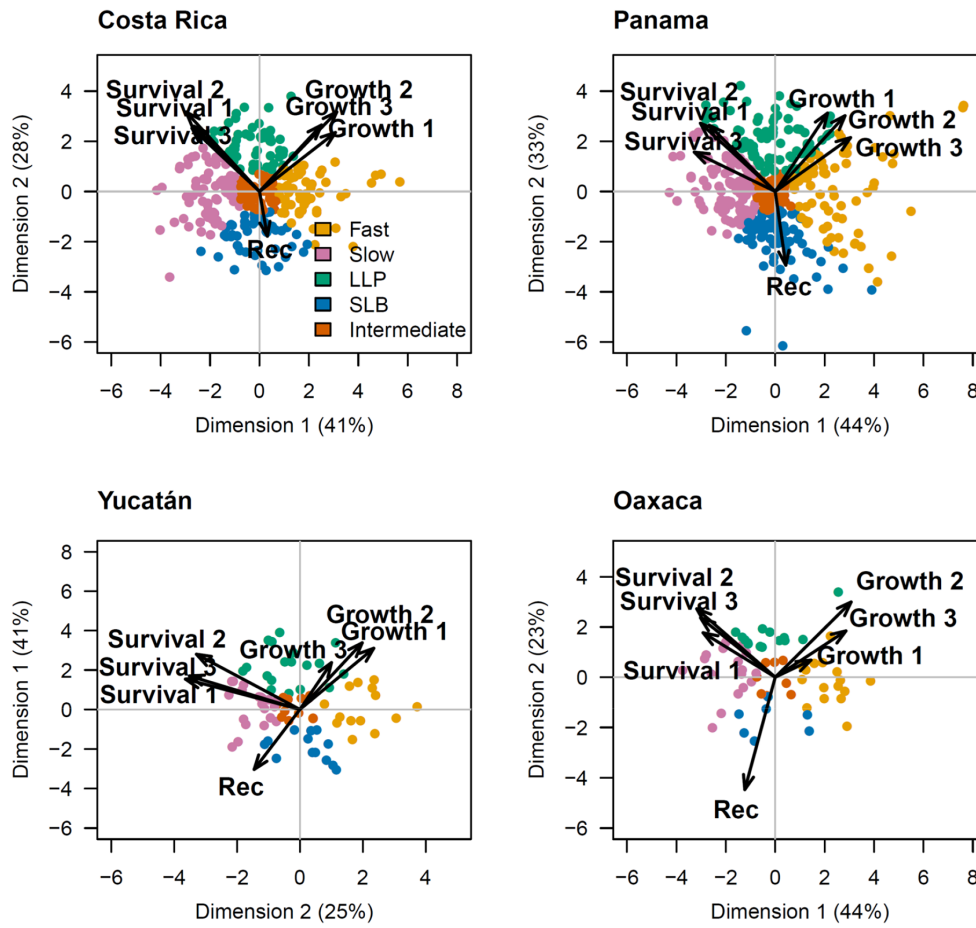 Costa Rica
Survival 2
Survival 1
Survival 3
Growth 2
Growth 3
Growth 1
Rec
Fast
Slow
LLP
SLB
Intermediate
4
2
0
−2
−4
−6
Dimension 2 (28%)
−6 −4 −2 0 2 4 6 8
Dimension 1 (41%)
Panama
Survival 2
Survival 1
Survival 3
Growth 1
Growth 2
Growth 3
Rec
4
2
0
−2
−4
−6
Dimension 2 (33%)
−6 −4 −2 0 2 4 6 8
Dimension 1 (44%)
Yucatán
Survival 2
Survival 3
Survival 1
Growth 2
Growth 1
Growth 3
Rec
8
6
4
2
0
−2
−4
−6
Dimension 1 (41%)
−6 −4 −2 0 2 4
Dimension 2 (25%)
Oaxaca
Survival 2
Survival 3
Survival 1
Growth 2
Growth 3
Growth 1
Rec
4
2
0
−2
−4
−6
Dimension 2 (23%)
−6 −4 −2 0 2 4 6 8
Dimension 1 (44%)